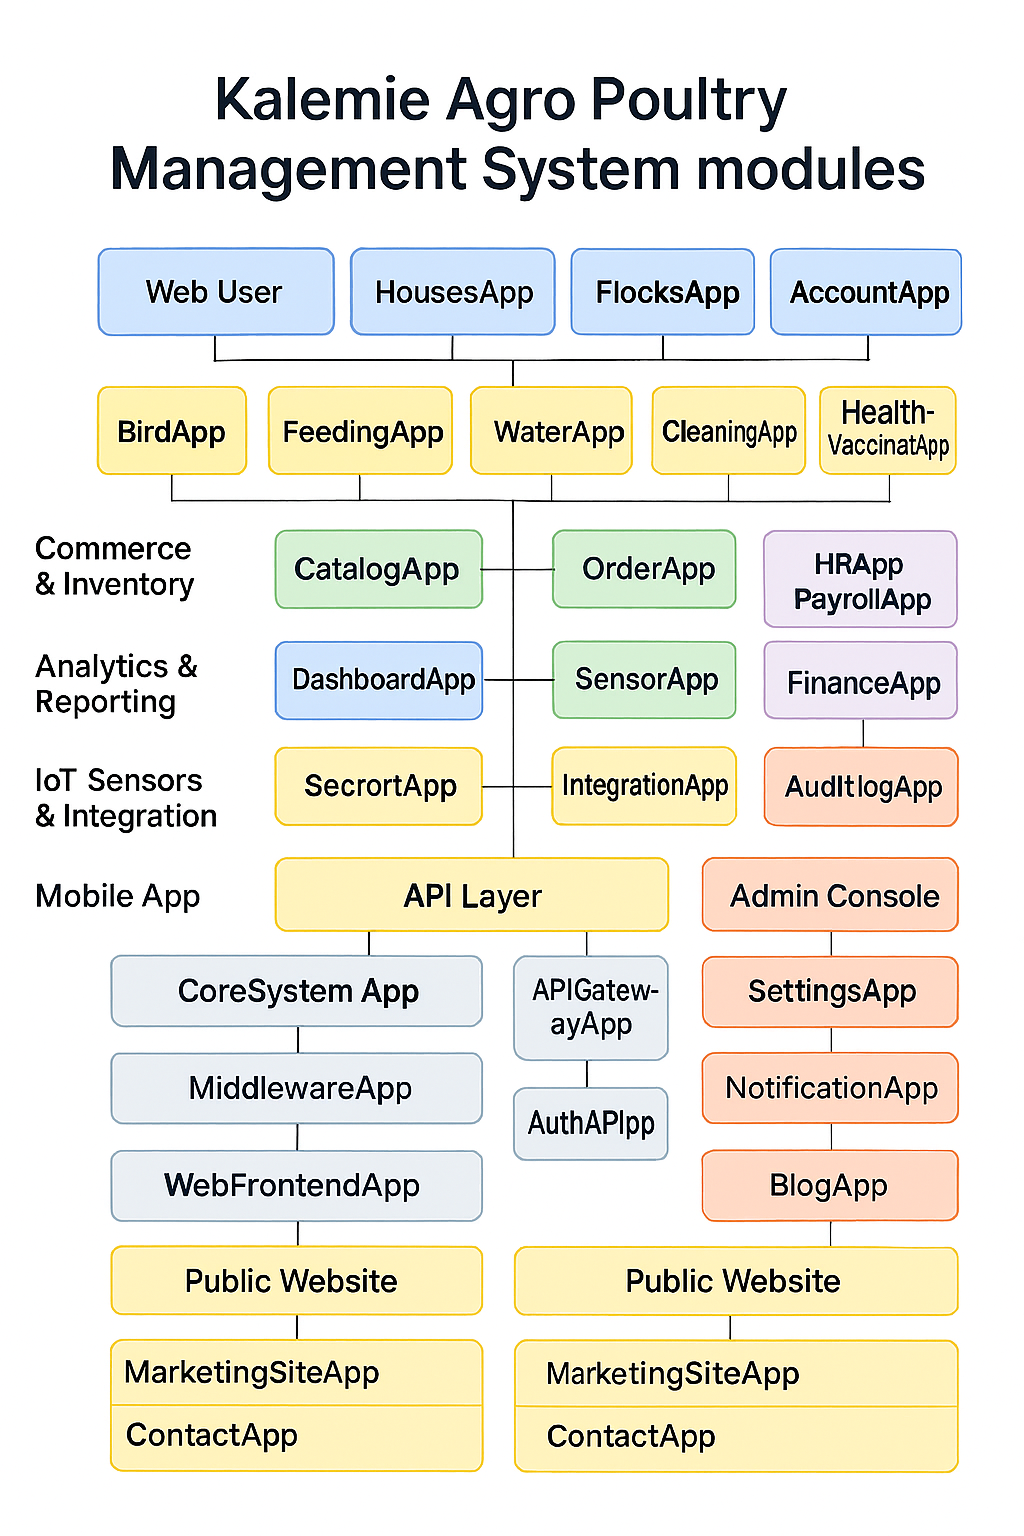 Kalemie Agro Poultry
Management System modules
Web User
HousesApp
FlocksApp
AccountApp
BirdApp
FeedingApp
WaterApp
CleaningApp
Health-
VaccinatApp
Commerce
& Inventory
CatalogApp
OrderApp
HRApp
PayrollApp
Analytics &
Reporting
DashboardApp
SensorApp
FinanceApp
IoT Sensors
& Integration
SecrortApp
IntegrationApp
AudItlogApp
Mobile App
API Layer
Admin Console
CoreSystem App
APIGatew-
ayApp
SettingsApp
MiddlewareApp
AuthAPIpp
NotificationApp
WebFrontendApp
BlogApp
Public Website
Public Website
MarketingSiteApp
ContactApp
MarketingSiteApp
ContactApp